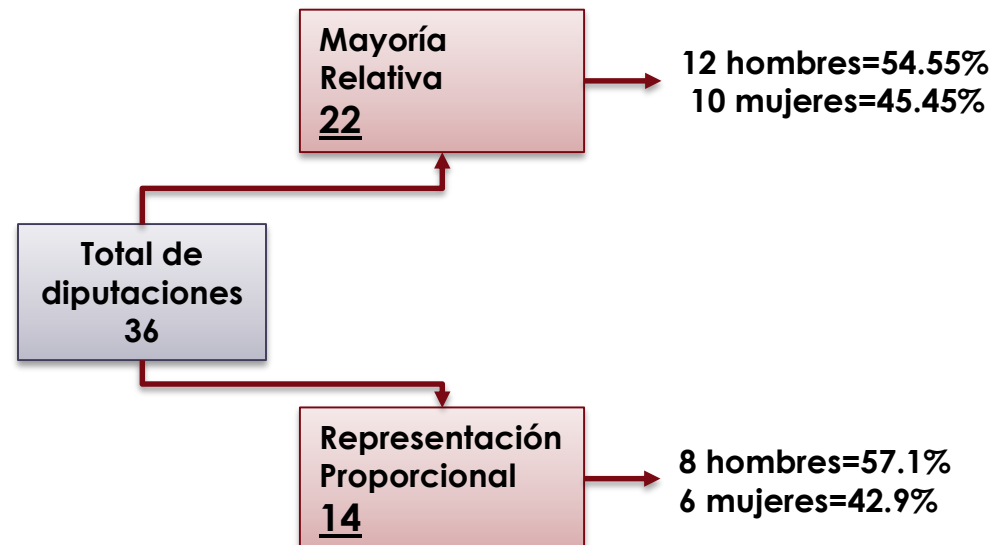 Mayoría
Relativa
22
12 hombres=54.55%
10 mujeres=45.45%
Total de
diputaciones
36
Representación
Proporcional
14
8 hombres=57.1%
6 mujeres=42.9%